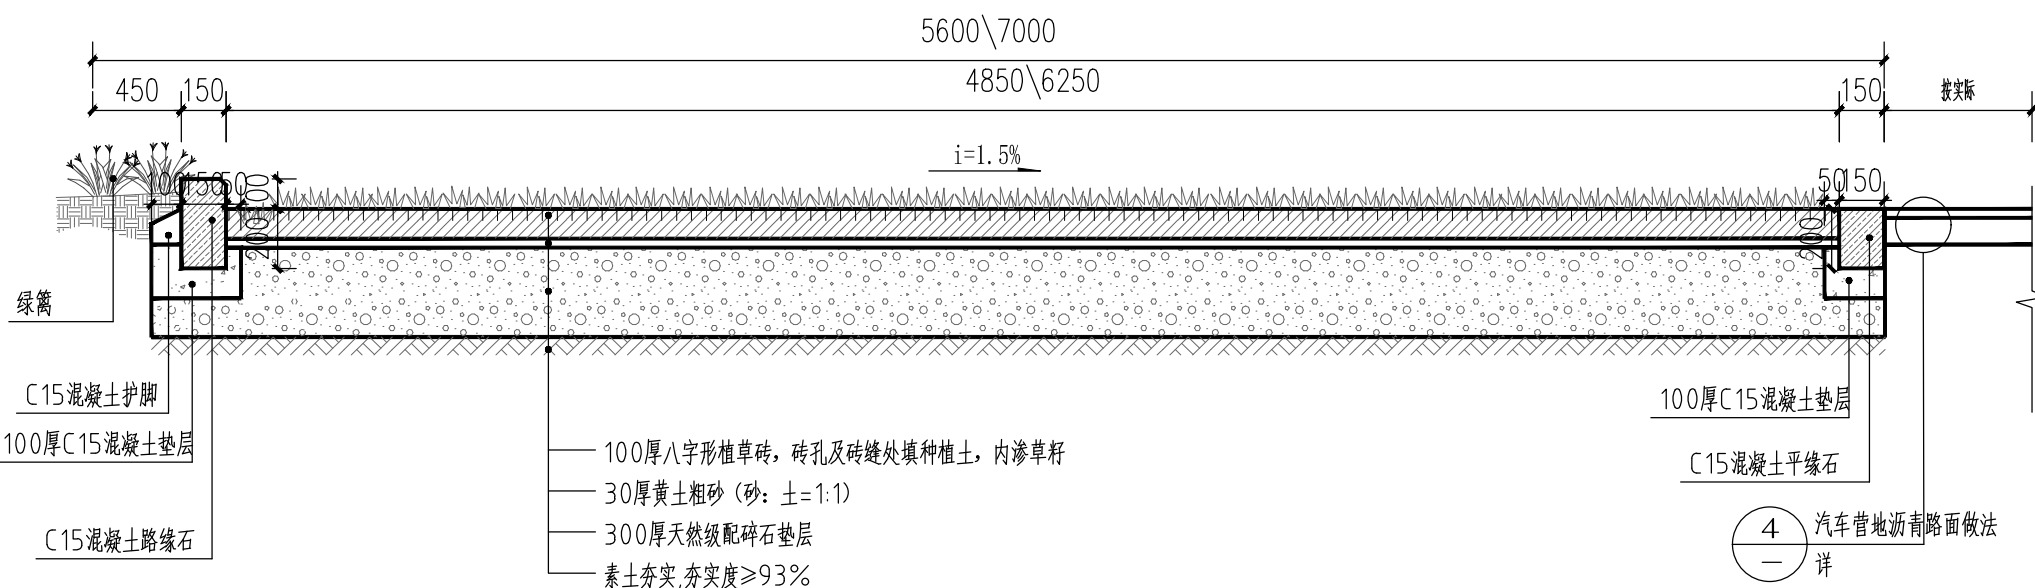 5600\7000
4850\6250
450
150
150
按实际
i=1.5%
100
150
50
100
200
50
150
200
绿篱
C15混凝土护脚
100厚C15混凝土垫层
C15混凝土路缘石
100厚八字形植草砖，砖孔及砖缝处填种植土，内渗草籽
30厚黄土粗砂（砂：土=1:1）
300厚天然级配碎石垫层
素土夯实,夯实度≥93%
100厚C15混凝土垫层
C15混凝土平缘石
4
汽车营地沥青路面做法
详